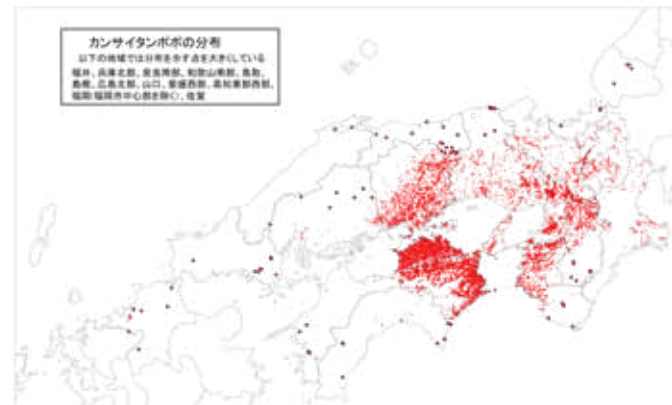 カンサイタンポポの分布
以下の地域では分布を示す点を大きくしている
福井、兵庫北部、奈良南部、和歌山南部、鳥取、
島根、広島北部、山口、愛媛西部、高知東部西部、
福岡(福岡市中心部を除く)、佐賀